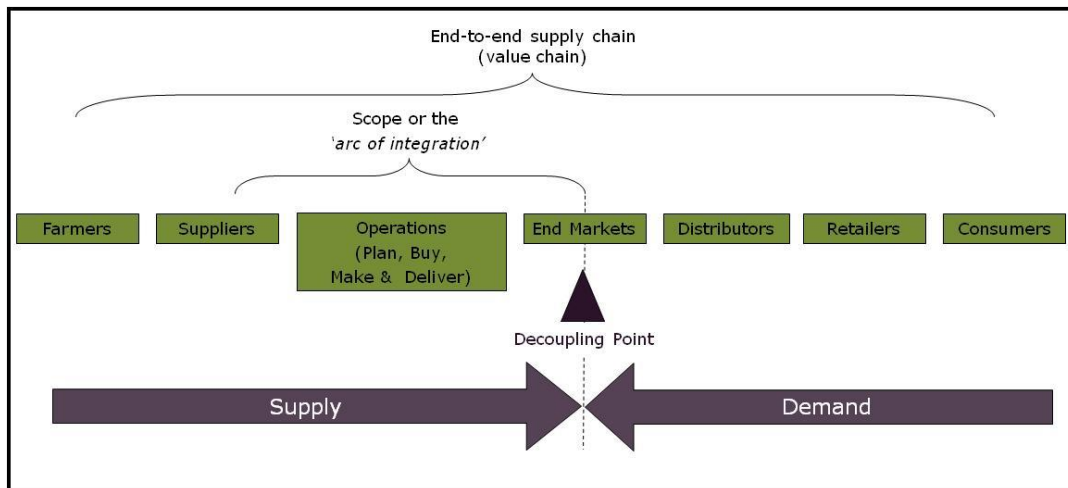 End-to-end supply chain
(value chain)
Scope or the
‘arc of integration’
Farmers
Suppliers
Operations
(Plan, Buy,
Make & Deliver)
End Markets
Distributors
Retailers
Consumers
Decoupling Point
Supply
Demand